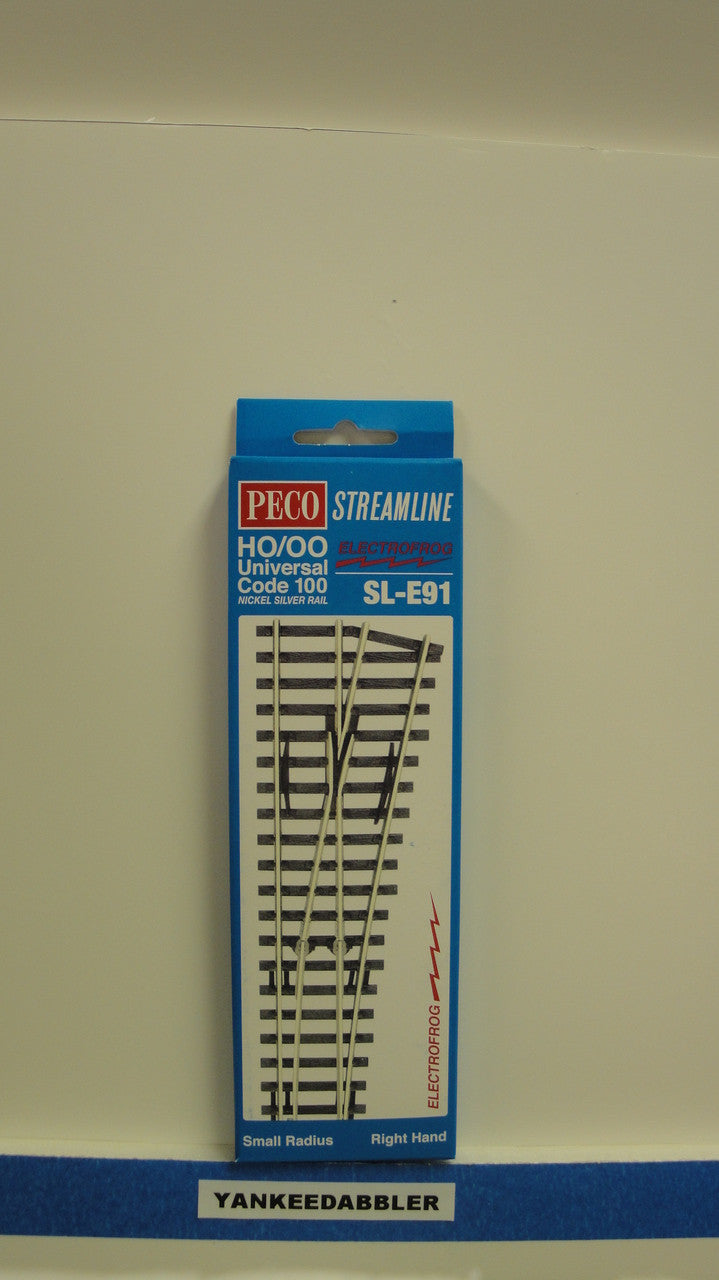 PECO STREAMLINE
HO/OO
Universal
Code 100
NICKEL SILVER RAIL
ELECTROFROG
SL-E91
ELECTROFROG
Small Radius Right Hand
YANKEEDABBLER